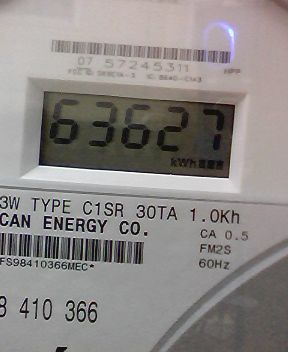 07 57245311
63627
kWh
3W TYPE C1SR 30TA 1.0Kh
CAN ENERGY CO.
CA 0.5
FM2S
FS98410366MEC*
60Hz
8 410 366